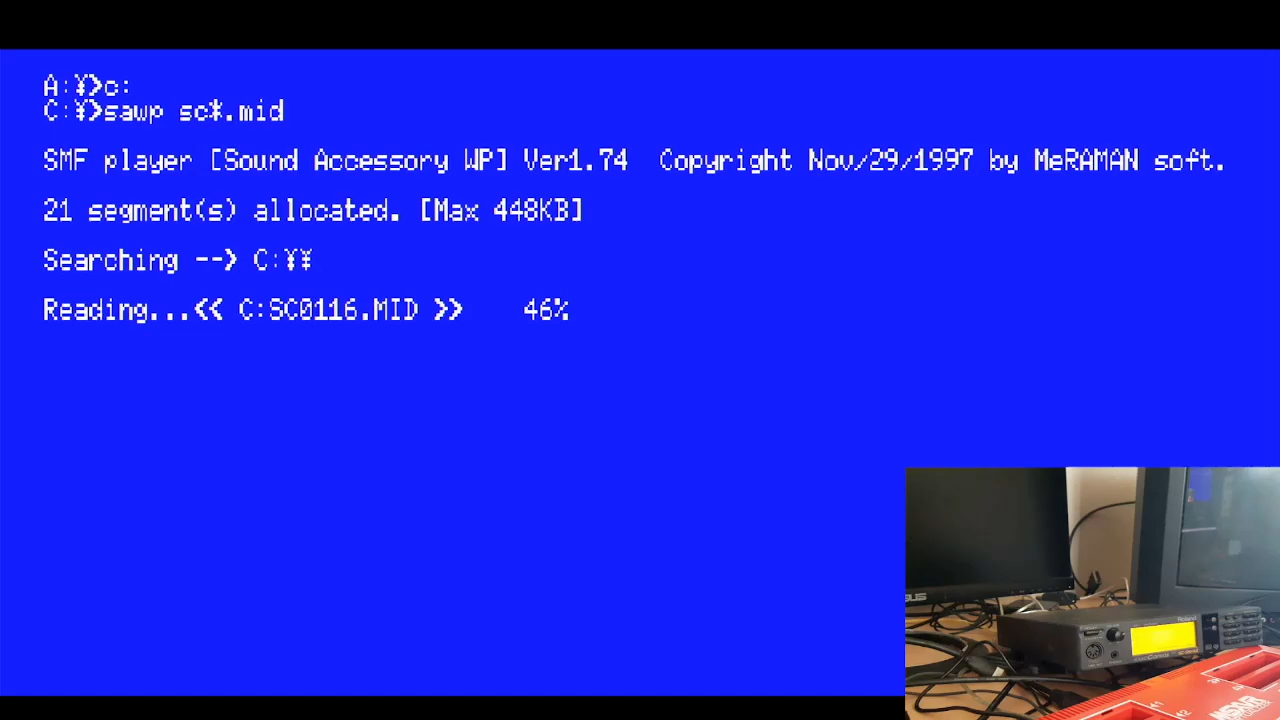 A:¥>c:
C:¥>sawp sc*.mid
SMF player [Sound Accessory WP] Ver1.74  Copyright Nov/29/1997 by MeRAMAN soft.
21 segment(s) allocated. [Max 448KB]
Searching --> C:¥¥
Reading...<< C:SC0116.MID >>    46%
Roland